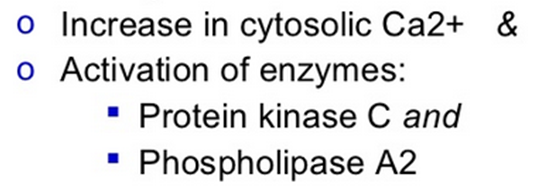 o Increase in cytosolic Ca2+ &
o Activation of enzymes:
▪ Protein kinase C and
▪ Phospholipase A2